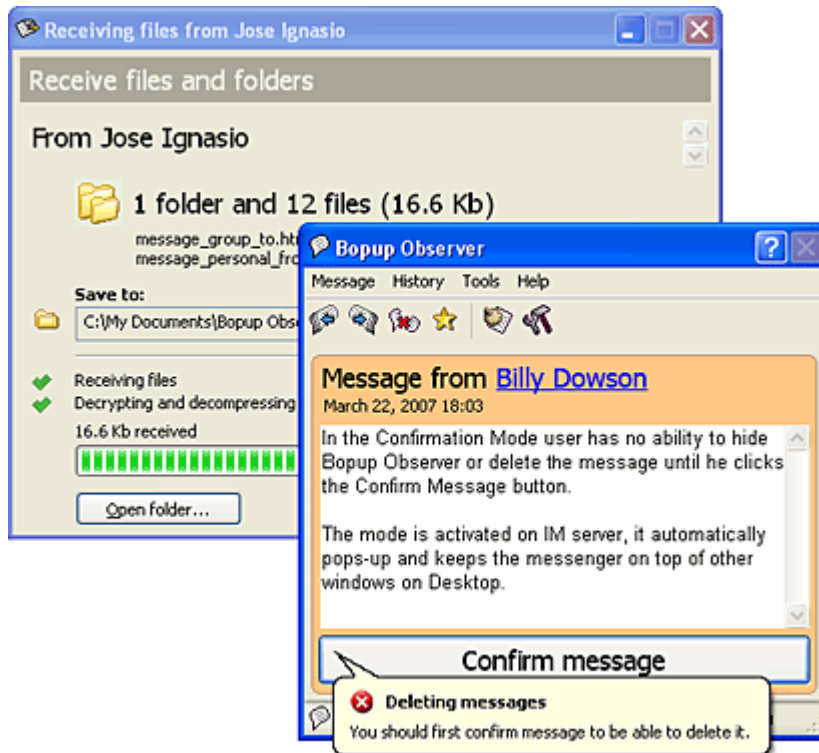 Receiving files from Jose Ignasio
Receive files and folders
From Jose Ignasio
1 folder and 12 files (16.6 Kb)
message_group_to.ht
message_personal_fro
Save to:
C:\My Documents\Bopup Obs
Receiving files
Decrypting and decompressing
16.6 Kb received
Open folder...
Bopup Observer
Message History Tools Help
Message from Billy Dowson
March 22, 2007 18:03
In the Confirmation Mode user has no ability to hide
Bopup Observer or delete the message until he clicks
the Confirm Message button.
The mode is activated on IM server, it automatically
pops-up and keeps the messenger on top of other
windows on Desktop.
Confirm message
Deleting messages
You should first confirm message to be able to delete it.